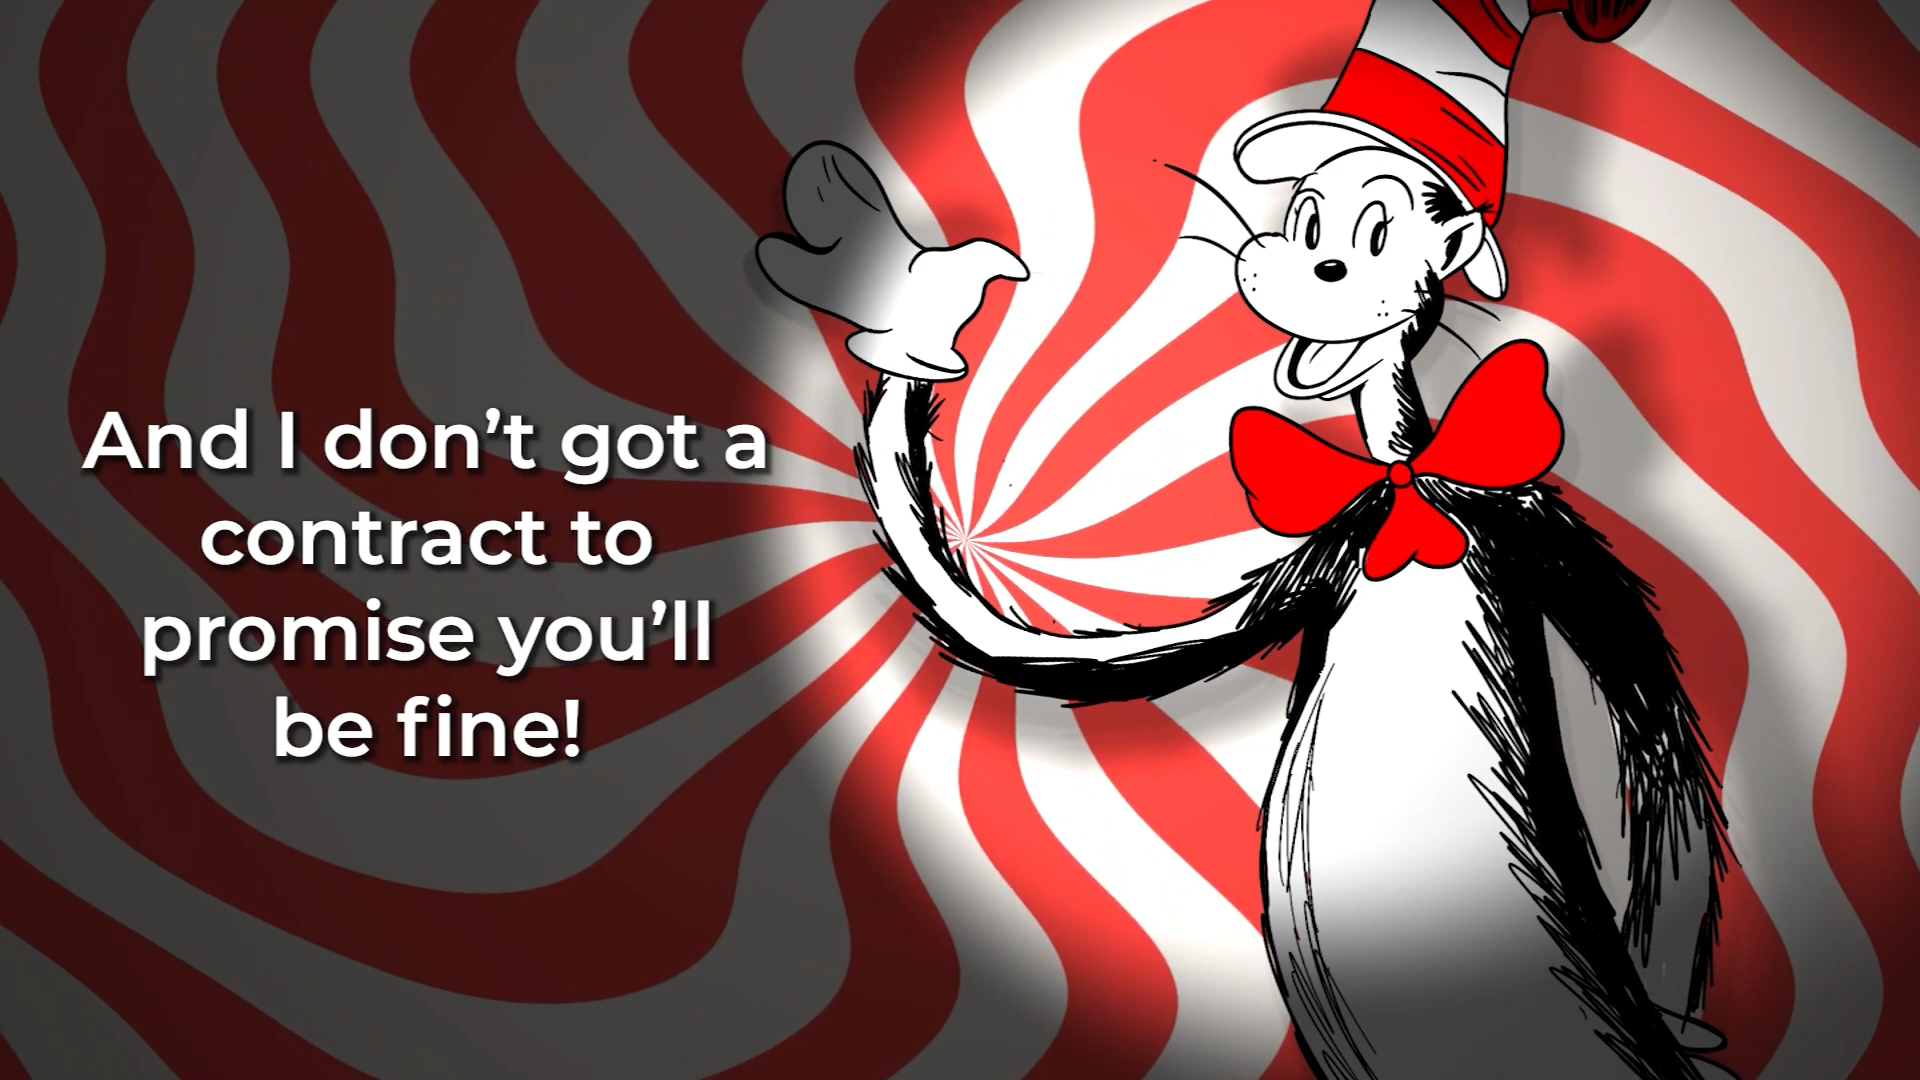 And I don’t got a
contract to
promise you’ll
be fine!